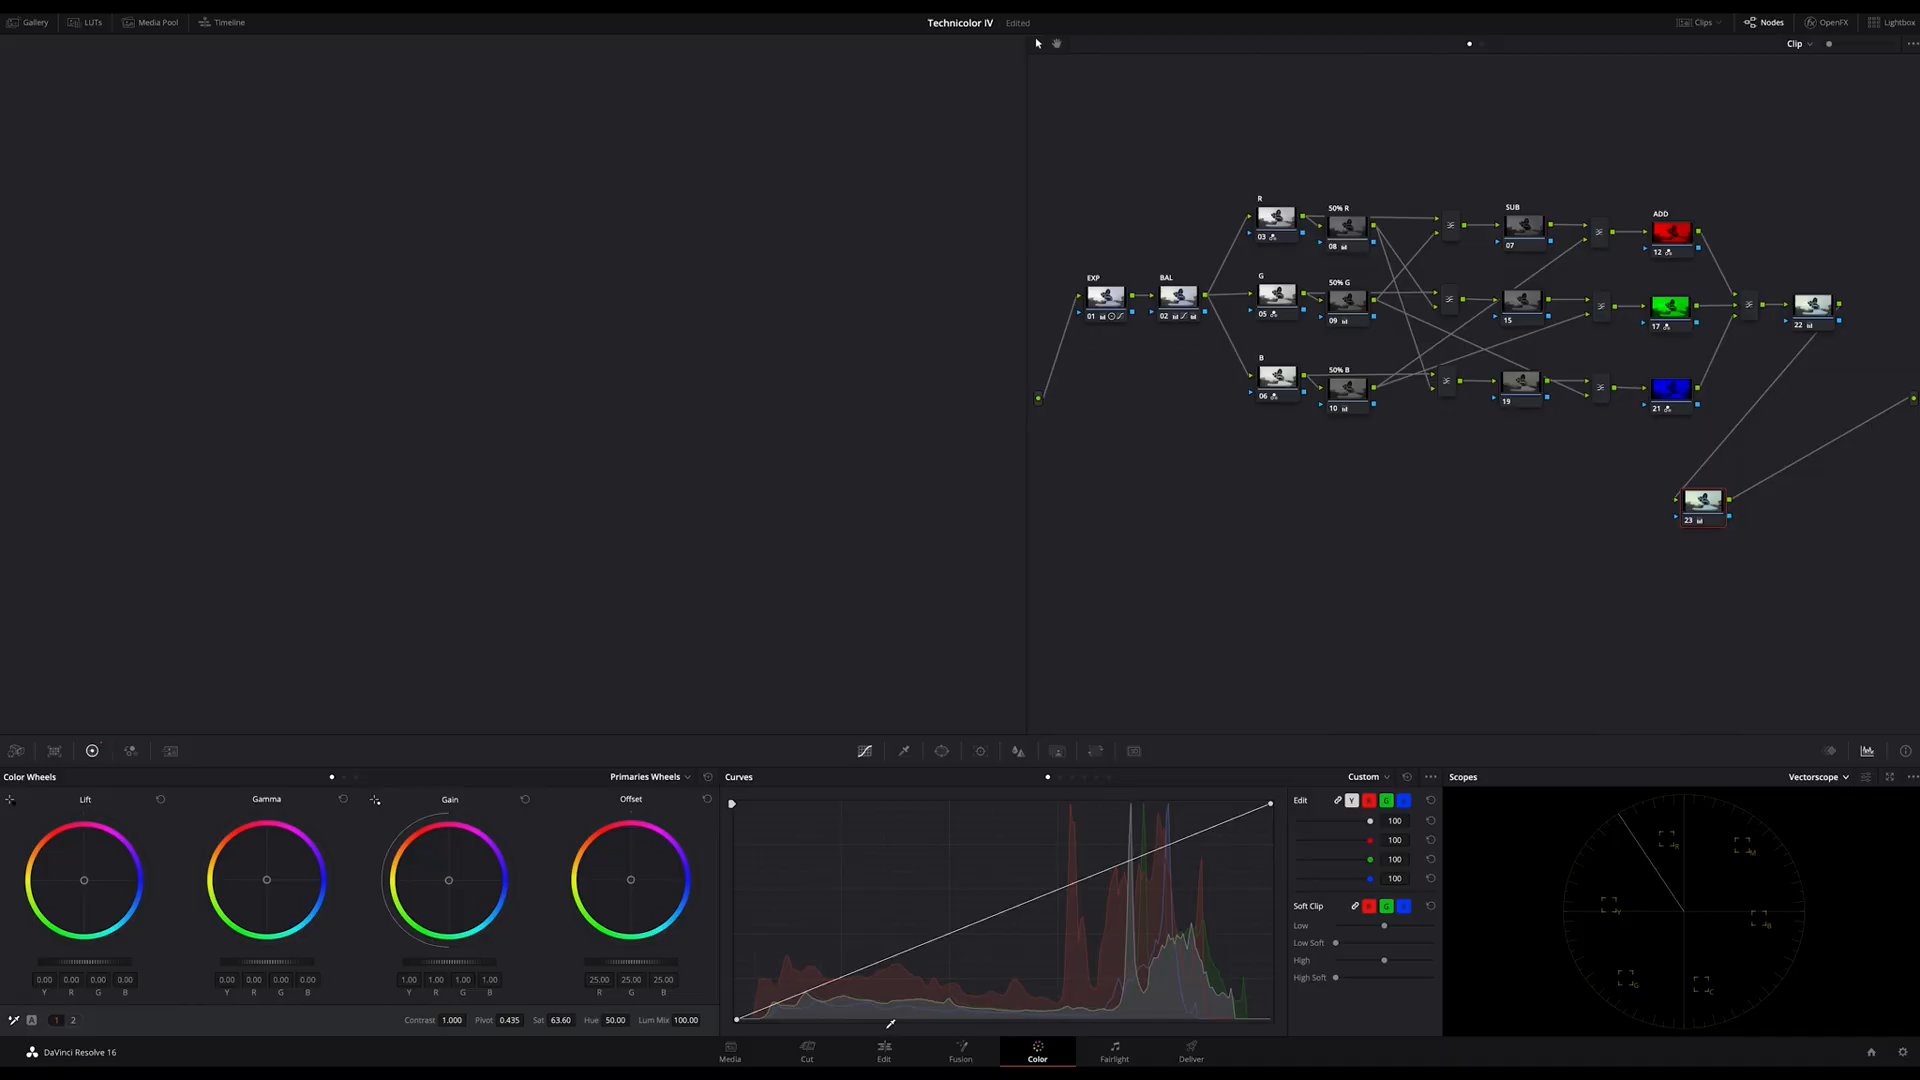 Gallery LUTs Media Pool Timeline Technicolor IV Edited Clips Nodes OpenFX Lightbox
Clip
R
50% R SUB ADD
03 08 07 12
EXP BAL G 50% G
01 02 05 09 15 17 22
B 50% B
06 10 19 21
23
Color Wheels Primaries Wheels Curves Custom Scopes Vectorscope
Lift Gamma Gain Offset Edit Y
100
100
100
100
Soft Clip
Low
Low Soft
High
High Soft
0.00 0.00 0.00 0.00 0.00 0.00 0.00 0.00 1.00 1.00 1.00 1.00 25.00 25.00 25.00
Y R G B Y R G B Y R G B R G B
A 1 2 Contrast 1.000 Pivot 0.435 Sat 63.60 Hue 50.00 Lum Mix 100.00
R M
Y B
G C
DaVinci Resolve 16 Media Cut Edit Fusion Color Fairlight Deliver